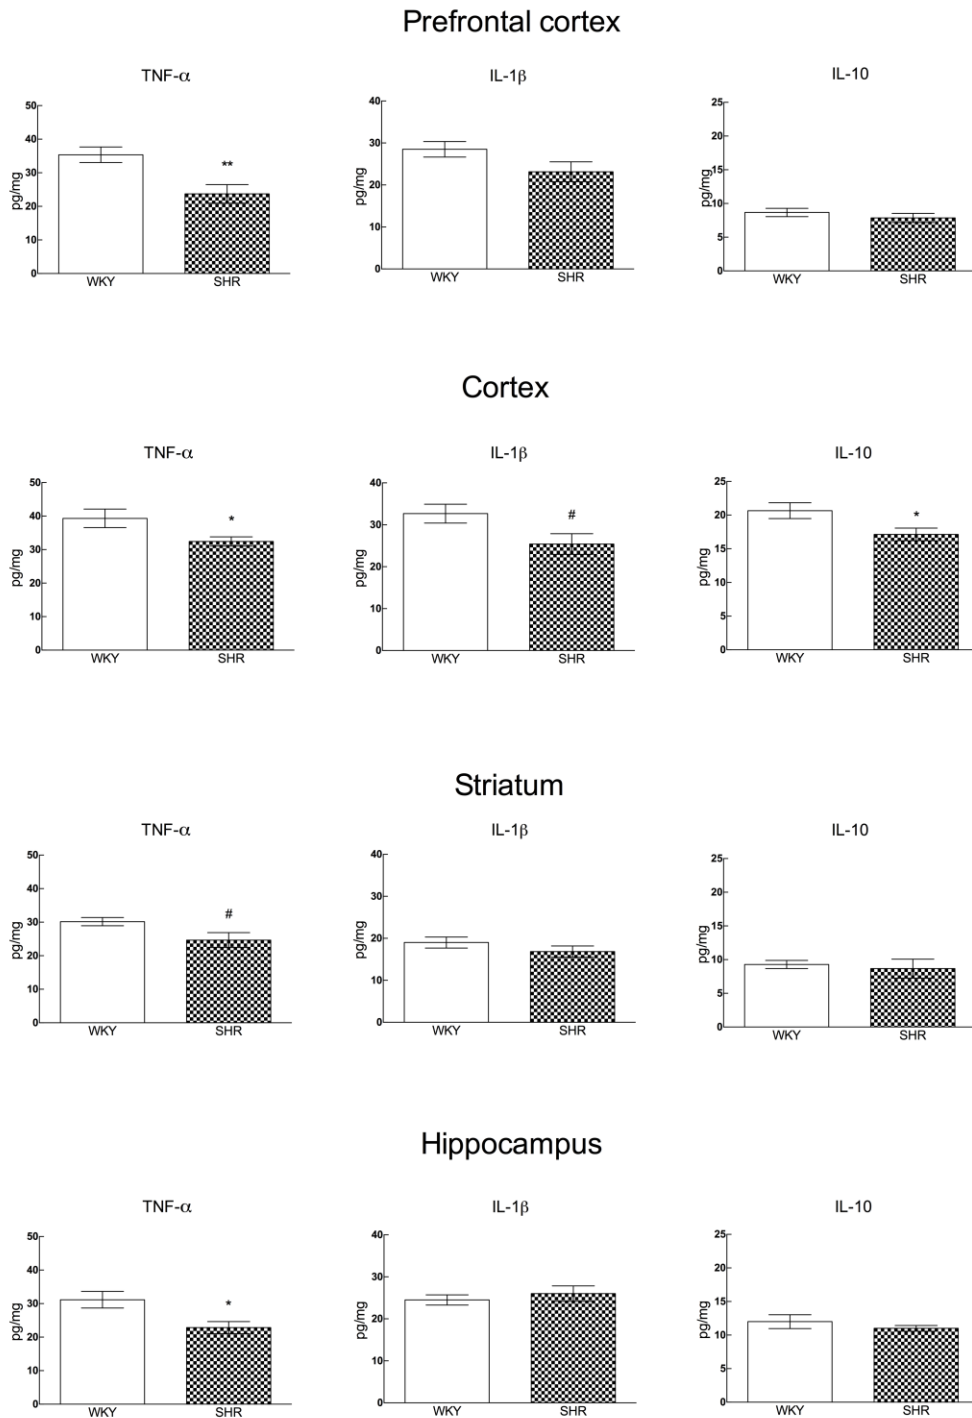 Prefrontal cortex
TNF-α
IL-1β
IL-10
50
40
30
20
10
0
pg/mg
**
WKY
SHR
40
30
20
10
0
pg/mg
WKY
SHR
25
20
15
10
5
0
pg/mg
WKY
SHR
Cortex
TNF-α
IL-1β
IL-10
50
40
30
20
10
0
pg/mg
*
WKY
SHR
40
30
20
10
0
pg/mg
#
WKY
SHR
25
20
15
10
5
0
pg/mg
*
WKY
SHR
Striatum
TNF-α
IL-1β
IL-10
50
40
30
20
10
0
pg/mg
#
WKY
SHR
40
30
20
10
0
pg/mg
WKY
SHR
25
20
15
10
5
0
pg/mg
WKY
SHR
Hippocampus
TNF-α
IL-1β
IL-10
50
40
30
20
10
0
pg/mg
*
WKY
SHR
40
30
20
10
0
pg/mg
WKY
SHR
25
20
15
10
5
0
pg/mg
WKY
SHR